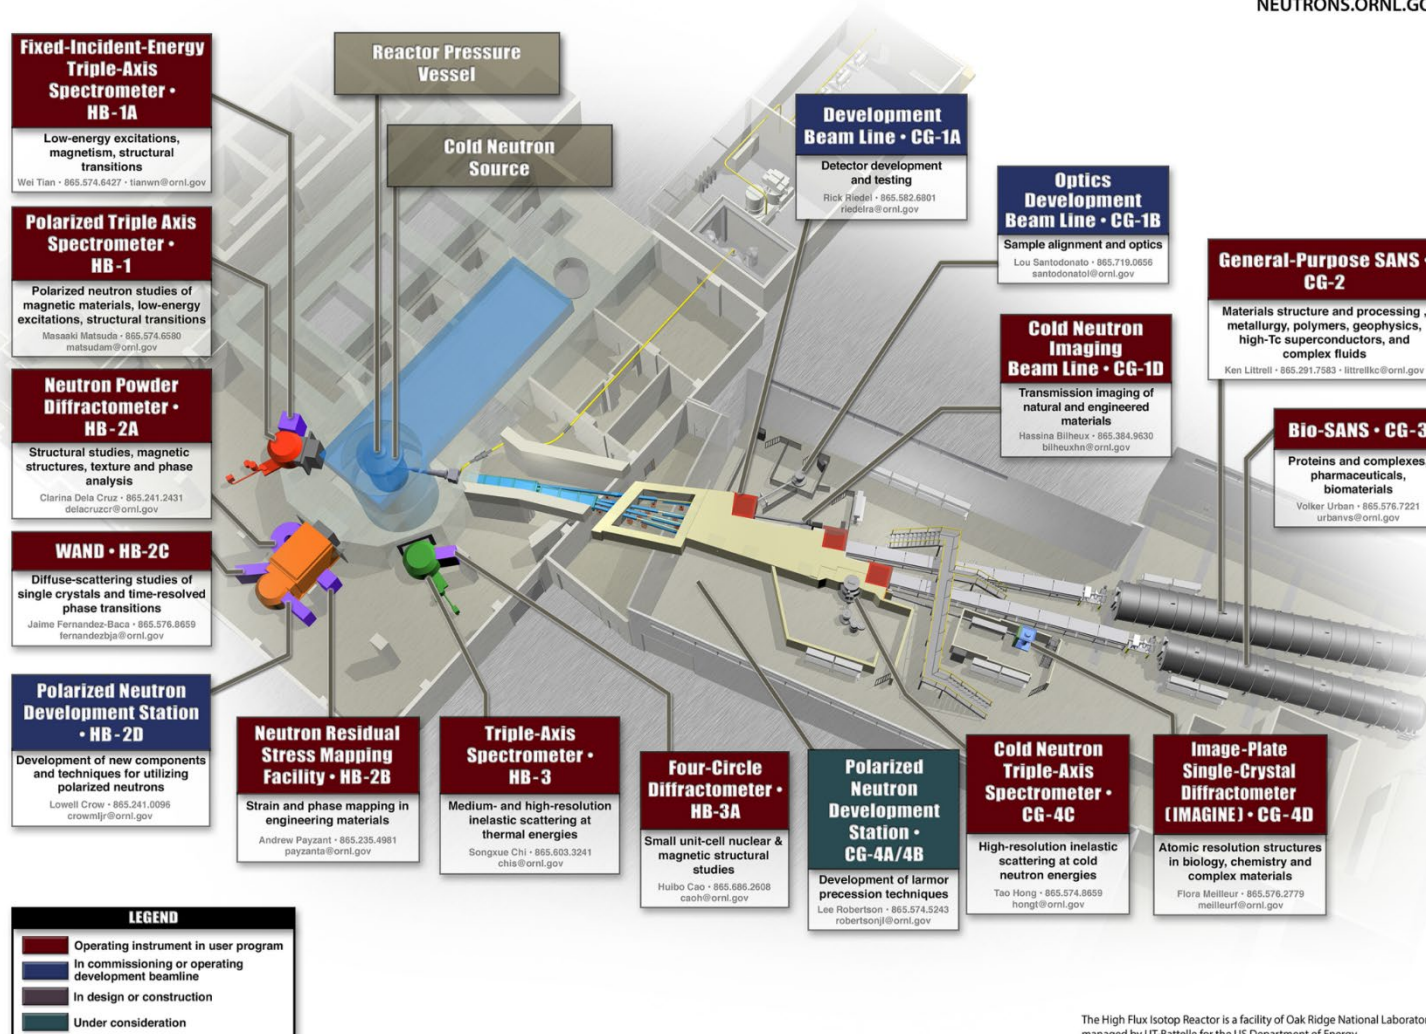 NEUTRONS.ORNL.GO
Fixed-Incident-Energy
Triple-Axis
Spectrometer •
HB-1A
Low-energy excitations,
magnetism, structural
transitions
Wei Tian • 865.574.6427 • tianwn@ornl.gov
Polarized Triple Axis
Spectrometer •
HB-1
Polarized neutron studies of
magnetic materials, low-energy
excitations, structural transitions
Masaaki Matsuda • 865.574.6580
matsudam@ornl.gov
Neutron Powder
Diffractometer •
HB-2A
Structural studies, magnetic
structures, texture and phase
analysis
Clarina Dela Cruz • 865.241.2431
delacruzcr@ornl.gov
WAND • HB-2C
Diffuse-scattering studies of
single crystals and time-resolved
phase transitions
Jaime Fernandez-Baca • 865.576.8659
fernandezbja@ornl.gov
Polarized Neutron
Development Station
• HB-2D
Development of new components
and techniques for utilizing
polarized neutrons
Lowell Crow • 865.241.0096
crowmljr@ornl.gov
Reactor Pressure
Vessel
Cold Neutron
Source
Development
Beam Line • CG-1A
Detector development
and testing
Rick Riedel • 865.582.6801
riedelra@ornl.gov
Optics
Development
Beam Line • CG-1B
Sample alignment and optics
Lou Santodonato • 865.719.0656
santodonatol@ornl.gov
Cold Neutron
Imaging
Beam Line • CG-1D
Transmission imaging of
natural and engineered
materials
Hassina Bilheux • 865.384.9630
bilheuxhn@ornl.gov
General-Purpose SANS •
CG-2
Materials structure and processing ,
metallurgy, polymers, geophysics,
high-Tc superconductors, and
complex fluids
Ken Littrell • 865.291.7583 • littrellkc@ornl.gov
Bio-SANS • CG-3
Proteins and complexes,
pharmaceuticals,
biomaterials
Volker Urban • 865.576.7221
urbanvs@ornl.gov
Neutron Residual
Stress Mapping
Facility • HB-2B
Strain and phase mapping in
engineering materials
Andrew Payzant • 865.235.4981
payzanta@ornl.gov
Triple-Axis
Spectrometer •
HB-3
Medium- and high-resolution
inelastic scattering at
thermal energies
Songxue Chi • 865.603.3241
chis@ornl.gov
Four-Circle
Diffractometer •
HB-3A
Small unit-cell nuclear &
magnetic structural
studies
Huibo Cao • 865.686.2608
caoh@ornl.gov
Polarized
Neutron
Development
Station •
CG-4A/4B
Development of larmor
precession techniques
Lee Robertson • 865.574.5243
robertsonjl@ornl.gov
Cold Neutron
Triple-Axis
Spectrometer •
CG-4C
High-resolution inelastic
scattering at cold
neutron energies
Tao Hong • 865.574.8659
hongt@ornl.gov
Image-Plate
Single-Crystal
Diffractometer
(IMAGINE) • CG-4D
Atomic resolution structures
in biology, chemistry and
complex materials
Flora Meilleur • 865.576.2779
meilleurf@ornl.gov
LEGEND
Operating instrument in user program
In commissioning or operating
development beamline
In design or construction
Under consideration
The High Flux Isotop Reactor is a facility of Oak Ridge National Laborator
managed by UT-Battelle for the US Department of Energy